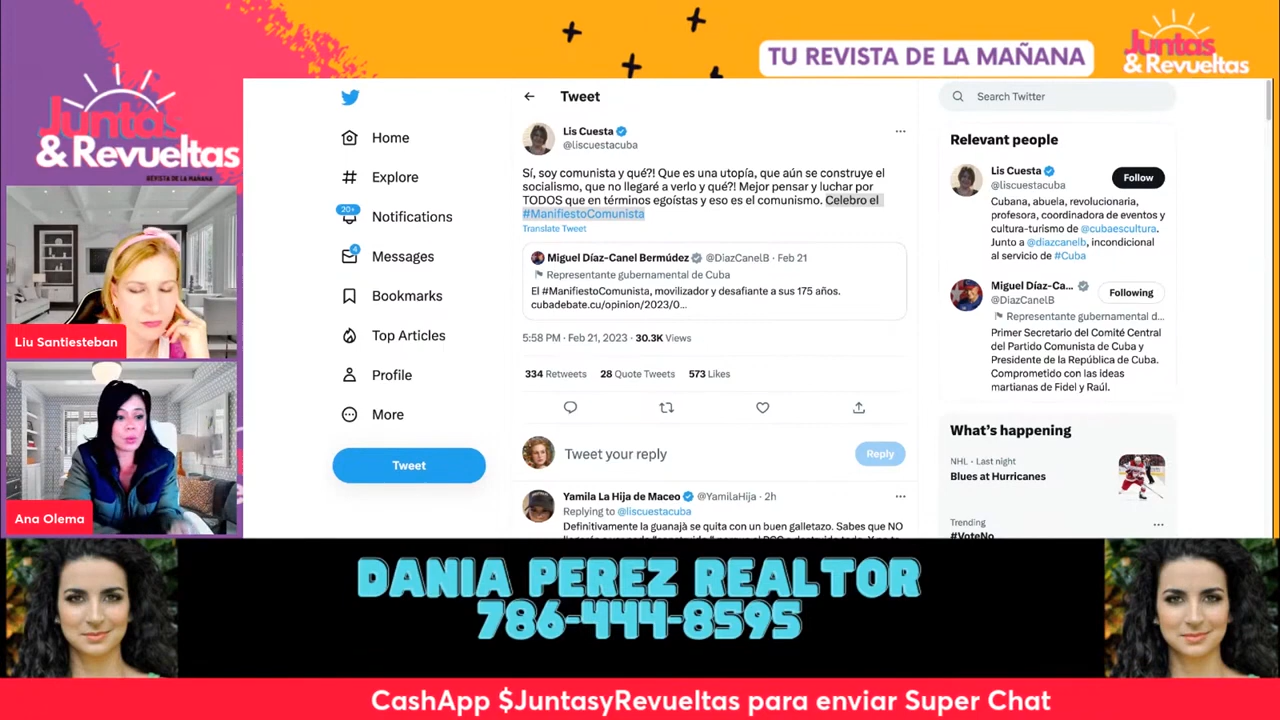 TU REVISTA DE LA MAÑANA
Juntas
& Revueltas
Juntas
& Revueltas
REVISTA DE LA MAÑANA
Liu Santiesteban
Ana Olema
Home
Explore
20+
Notifications
4
Messages
Bookmarks
Top Articles
Profile
More
Tweet
Tweet
Lis Cuesta
@liscuestacuba
Sí, soy comunista y qué?! Que es una utopía, que aún se construye el
socialismo, que no llegaré a verlo y qué?! Mejor pensar y luchar por
TODOS que en términos egoístas y eso es el comunismo. Celebro el
#ManifiestoComunista
Translate Tweet
Miguel Díaz-Canel Bermúdez @DiazCanelB · Feb 21
Representante gubernamental de Cuba
El #ManifiestoComunista, movilizador y desafiante a sus 175 años.
cubadebate.cu/opinion/2023/0...
5:58 PM · Feb 21, 2023 · 30.3K Views
334 Retweets 28 Quote Tweets 573 Likes
Tweet your reply
Reply
Yamila La Hija de Maceo @YamilaHija · 2h
Replying to @liscuestacuba
Definitivamente la guanajà se quita con un buen galletazo. Sabes que NO
Search Twitter
Relevant people
Lis Cuesta
@liscuestacuba
Follow
Cubana, abuela, revolucionaria,
profesora, coordinadora de eventos y
cultura-turismo de @cubaescultura.
Junto a @diazcanelb, incondicional
al servicio de #Cuba
Miguel Díaz-Ca...
@DiazCanelB
Following
Representante gubernamental d...
Primer Secretario del Comité Central
del Partido Comunista de Cuba y
Presidente de la República de Cuba.
Comprometido con las ideas
martianas de Fidel y Raúl.
What's happening
NHL · Last night
Blues at Hurricanes
Trending
#VoteNo
DANIA PEREZ REALTOR
786-444-8595
CashApp $JuntasyRevueltas para enviar Super Chat